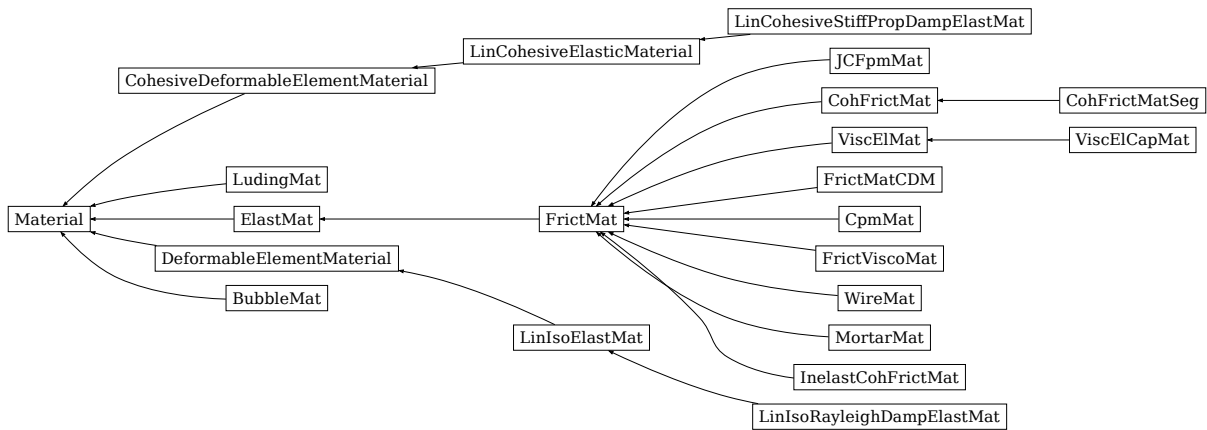 LinCohesiveStiffPropDampElastMat
LinCohesiveElasticMaterial
JCFpmMat
CohesiveDeformableElementMaterial
CohFrictMat
CohFrictMatSeg
ViscElMat
ViscElCapMat
LudingMat
FrictMatCDM
Material
ElastMat
FrictMat
CpmMat
DeformableElementMaterial
FrictViscoMat
BubbleMat
WireMat
LinIsoElastMat
MortarMat
InelastCohFrictMat
LinIsoRayleighDampElastMat